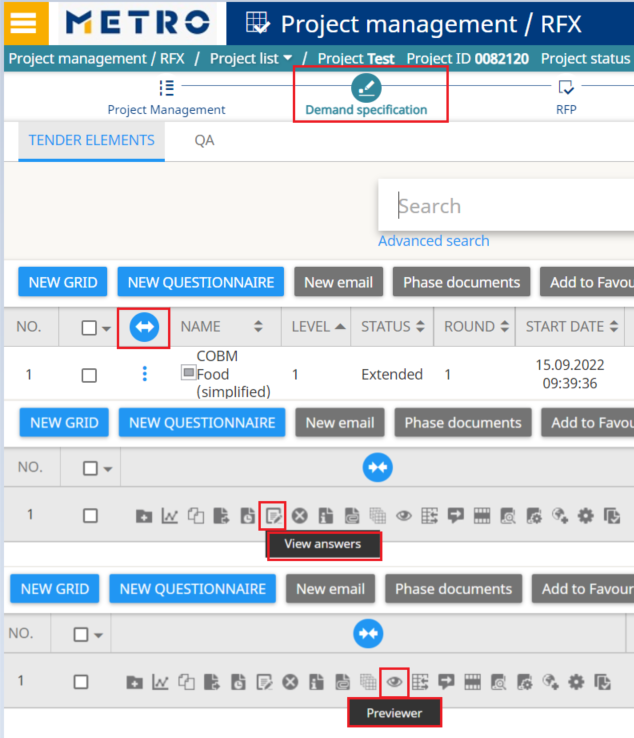 METRO Project management / RFX
Project management / RFX / Project list / Project Test Project ID 0082120 Project status
Project Management Demand specification RFP
TENDER ELEMENTS QA
Search
Advanced search
NEW GRID NEW QUESTIONNAIRE New email Phase documents Add to Favou
NO. NAME LEVEL STATUS ROUND START DATE
1 COBM Food (simplified) 1 Extended 1 15.09.2022 09:39:36
NEW GRID NEW QUESTIONNAIRE New email Phase documents Add to Favou
NO.
1
View answers
NEW GRID NEW QUESTIONNAIRE New email Phase documents Add to Favour
NO.
1
Previewer